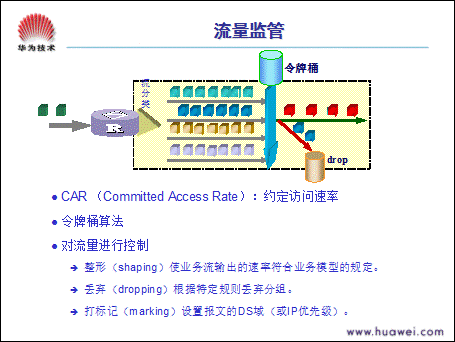 流量监管
华为技术
令牌桶
流分类
R
drop
CAR （Committed Access Rate）：约定访问速率
令牌桶算法
对流量进行控制
整形（shaping）使业务流输出的速率符合业务模型的规定。
丢弃（dropping）根据特定规则丢弃分组。
打标记（marking）设置报文的DS域（或IP优先级）。
www.huawei.com